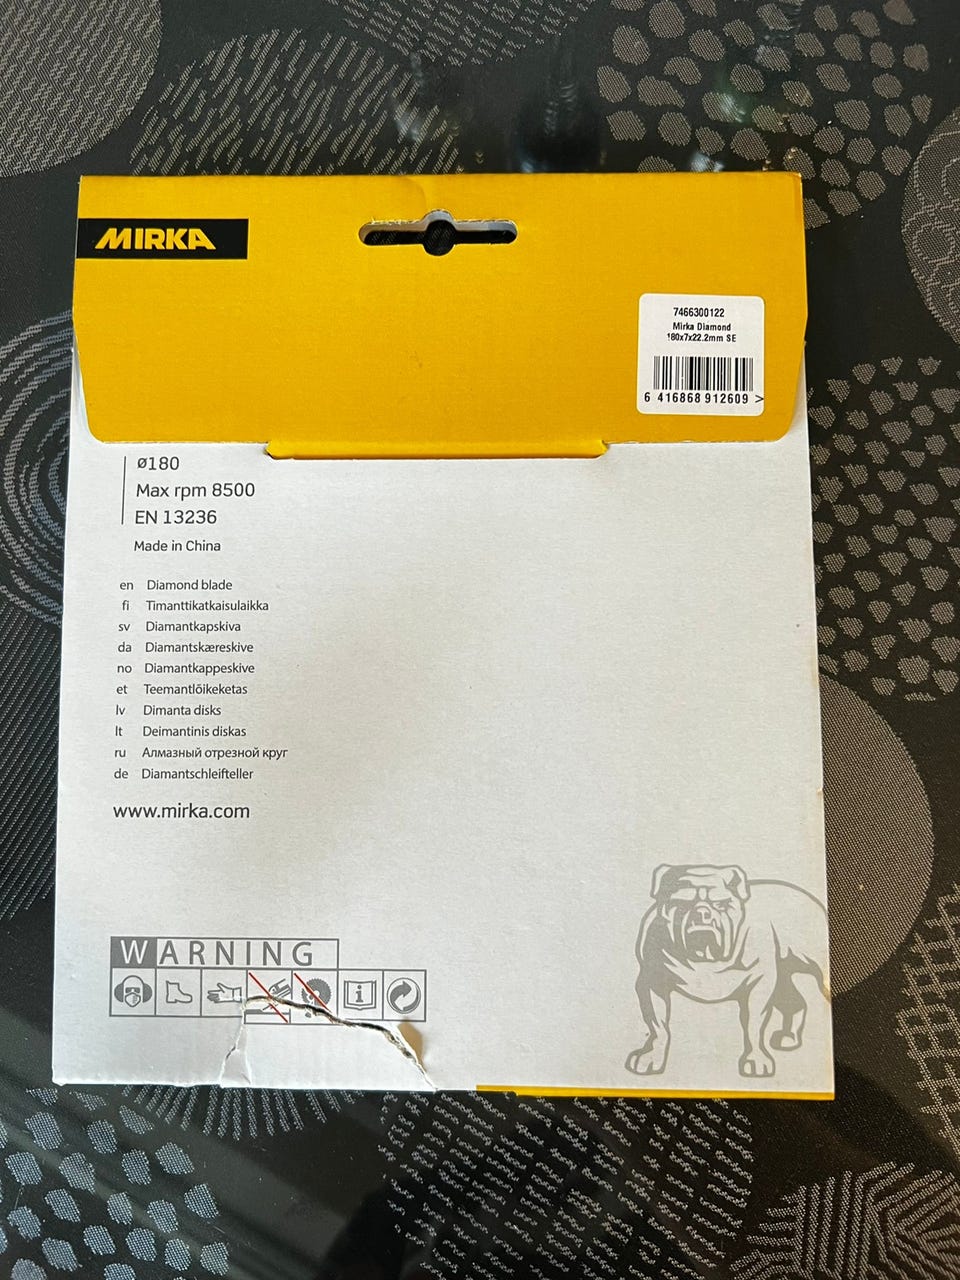 MIRKA
7466300122
Mirka Diamond
180x7x22.2mm SE
6 416868 912609 >
ø180
Max rpm 8500
EN 13236
Made in China
en Diamond blade
fi Timanttikatkaisulaikka
sv Diamantkapskiva
da Diamantskæreskive
no Diamantkappeskive
et Teemantlõikeketas
lv Dimanta disks
lt Deimantinis diskas
ru Алмазный отрезной круг
de Diamantschleifteller
www.mirka.com
WARNING
i